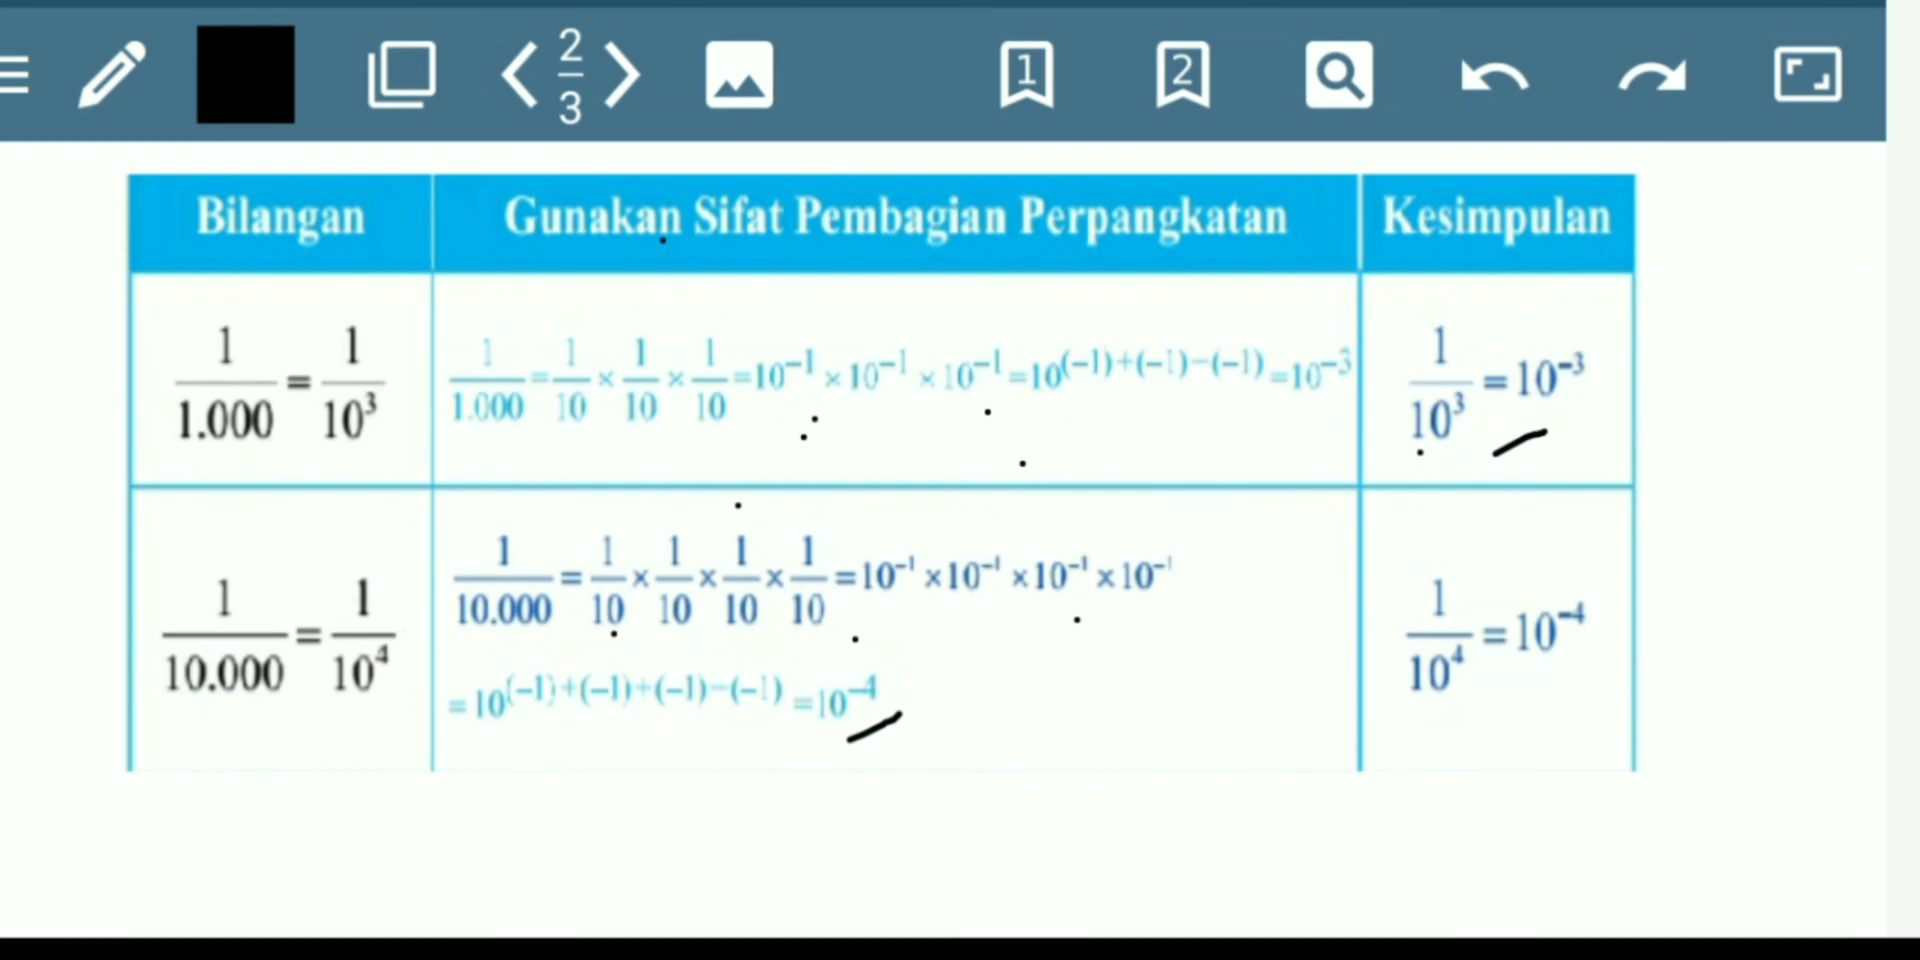 2
3
1
2
Bilangan Gunakan Sifat Pembagian Perpangkatan Kesimpulan
1/1.000 = 1/10³
1/1.000 = 1/10 × 1/10 × 1/10 = 10⁻¹ × 10⁻¹ × 10⁻¹ = 10⁽⁻¹⁾⁺⁽⁻¹⁾⁻⁽⁻¹⁾ = 10⁻³
1/10³ = 10⁻³
1/10.000 = 1/10⁴
1/10.000 = 1/10 × 1/10 × 1/10 × 1/10 = 10⁻¹ × 10⁻¹ × 10⁻¹ × 10⁻¹
= 10⁽⁻¹⁾⁺⁽⁻¹⁾⁺⁽⁻¹⁾⁻⁽⁻¹⁾ = 10⁻⁴
1/10⁴ = 10⁻⁴